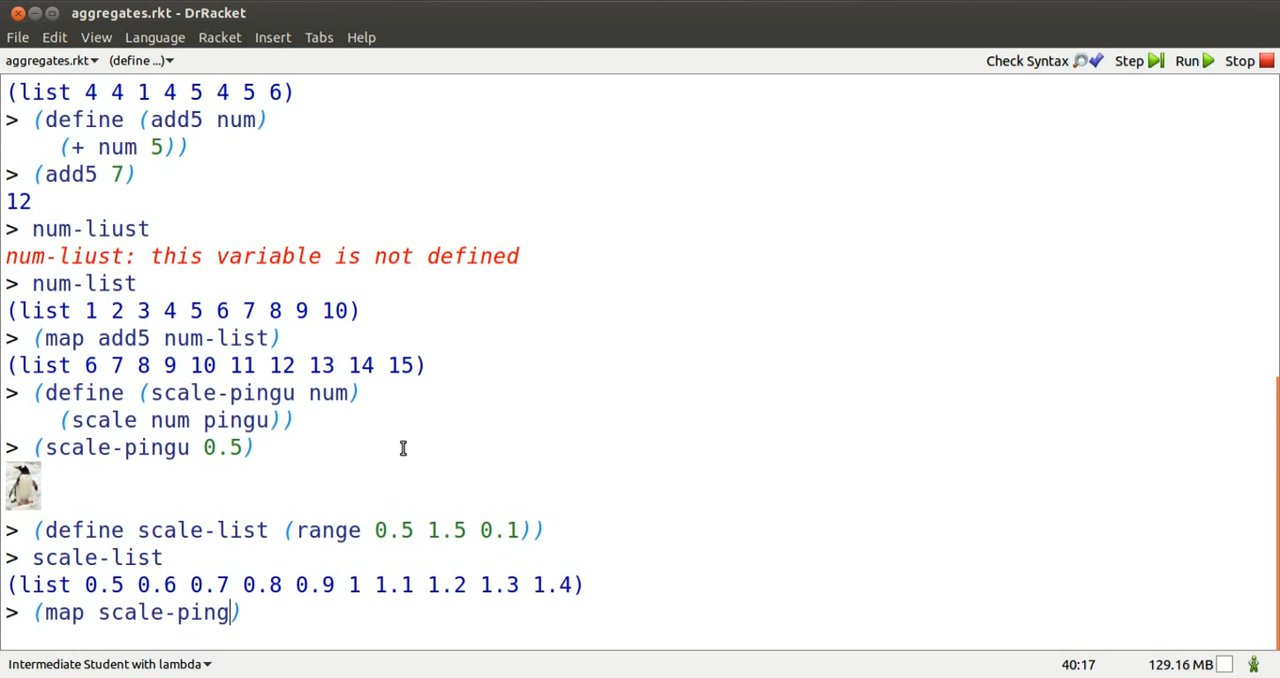 aggregates.rkt - DrRacket
File Edit View Language Racket Insert Tabs Help
aggregates.rkt (define ...) Check Syntax Step Run Stop
(list 4 4 1 4 5 4 5 6)
> (define (add5 num)
(+ num 5))
> (add5 7)
12
> num-liust
num-liust: this variable is not defined
> num-list
(list 1 2 3 4 5 6 7 8 9 10)
> (map add5 num-list)
(list 6 7 8 9 10 11 12 13 14 15)
> (define (scale-pingu num)
(scale num pingu))
> (scale-pingu 0.5)
> (define scale-list (range 0.5 1.5 0.1))
> scale-list
(list 0.5 0.6 0.7 0.8 0.9 1 1.1 1.2 1.3 1.4)
> (map scale-ping)
Intermediate Student with lambda 40:17 129.16 MB